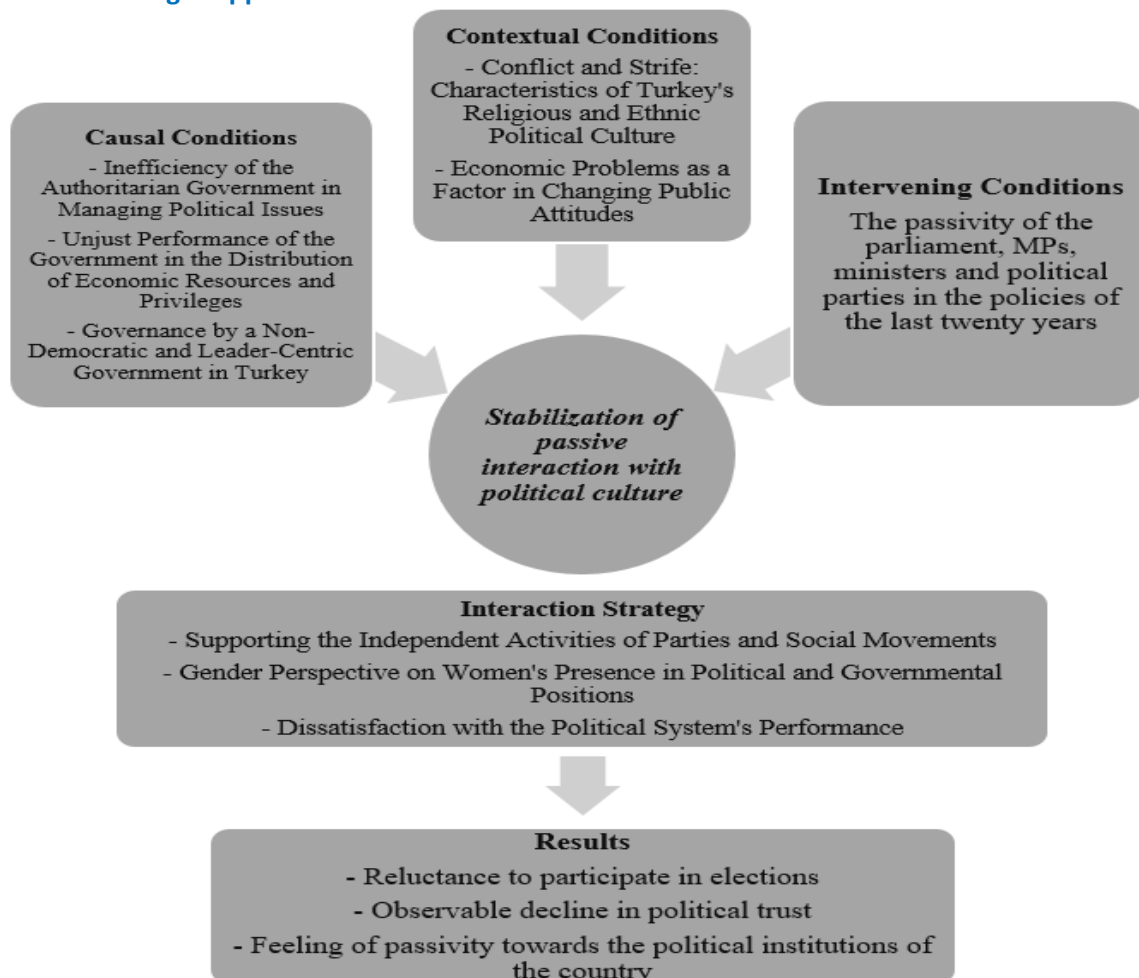 Contextual Conditions
- Conflict and Strife:
Characteristics of Turkey's
Religious and Ethnic
Political Culture
- Economic Problems as a
Factor in Changing Public
Attitudes
Causal Conditions
- Inefficiency of the
Authoritarian Government in
Managing Political Issues
- Unjust Performance of the
Government in the Distribution
of Economic Resources and
Privileges
- Governance by a Non-
Democratic and Leader-Centric
Government in Turkey
Intervening Conditions
The passivity of the
parliament, MPs,
ministers and political
parties in the policies of
the last twenty years
Stabilization of
passive
interaction with
political culture
Interaction Strategy
- Supporting the Independent Activities of Parties and Social Movements
- Gender Perspective on Women's Presence in Political and Governmental
Positions
- Dissatisfaction with the Political System's Performance
Results
- Reluctance to participate in elections
- Observable decline in political trust
- Feeling of passivity towards the political institutions of
the country